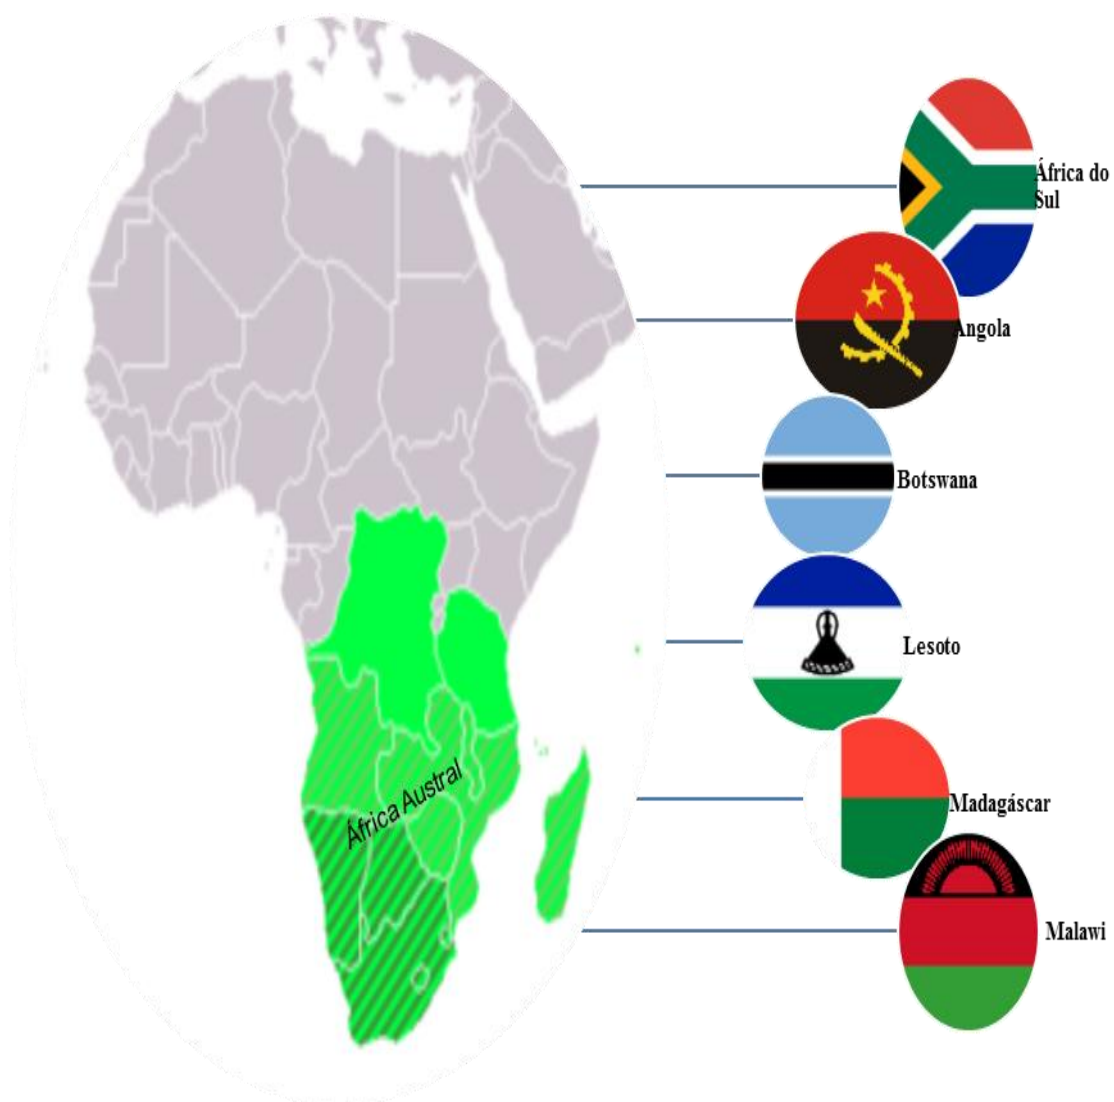 África do
Sul
Angola
Botswana
Lesoto
África Austral
Madagáscar
Malawi